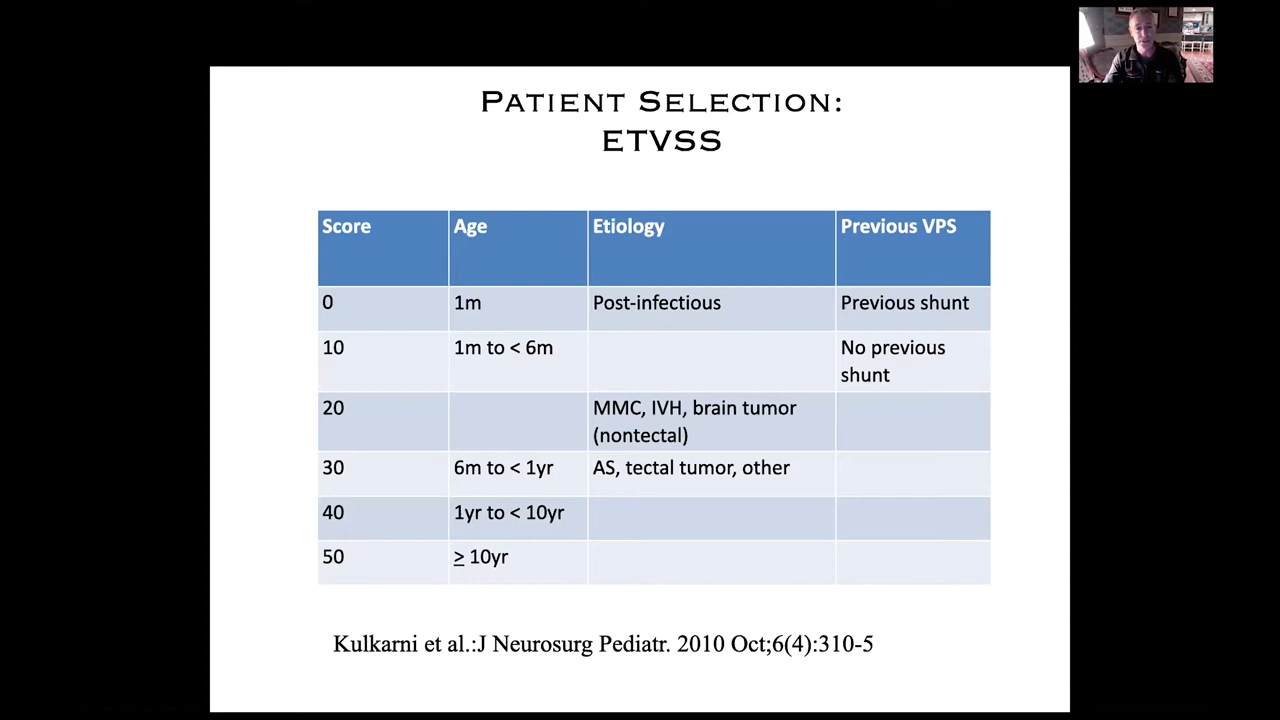 PATIENT SELECTION:
ETVSS
Score Age Etiology Previous VPS
0 1m Post-infectious Previous shunt
10 1m to < 6m No previous
shunt
20 MMC, IVH, brain tumor
(nontectal)
30 6m to < 1yr AS, tectal tumor, other
40 1yr to < 10yr
50 ≥ 10yr
Kulkarni et al.:J Neurosurg Pediatr. 2010 Oct;6(4):310-5